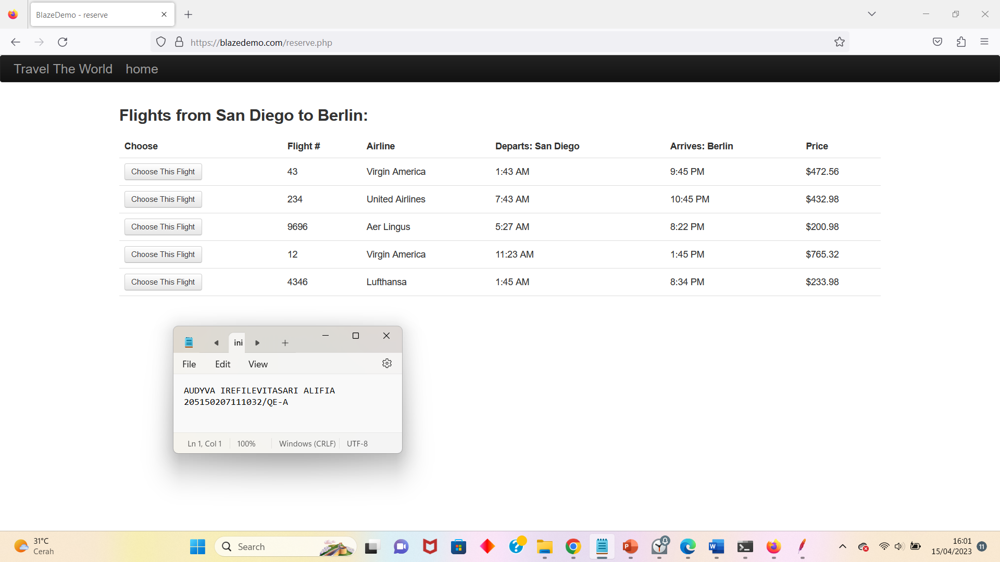 BlazeDemo - reserve
https://blazedemo.com/reserve.php
Travel The World home
Flights from San Diego to Berlin:
Choose Flight # Airline Departs: San Diego Arrives: Berlin Price
Choose This Flight 43 Virgin America 1:43 AM 9:45 PM $472.56
Choose This Flight 234 United Airlines 7:43 AM 10:45 PM $432.98
Choose This Flight 9696 Aer Lingus 5:27 AM 8:22 PM $200.98
Choose This Flight 12 Virgin America 11:23 AM 1:45 PM $765.32
Choose This Flight 4346 Lufthansa 1:45 AM 8:34 PM $233.98
ini
File Edit View
AUDYVA IREFILEVITASARI ALIFIA
205150207111032/QE-A
Ln 1, Col 1 100% Windows (CRLF) UTF-8
31°C
Cerah
Search
16:01
15/04/2023
11